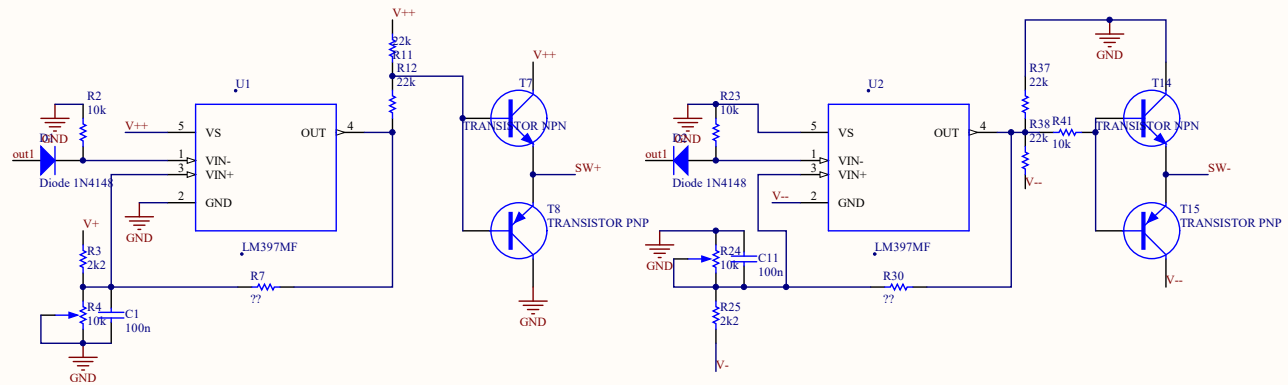 V++
22k
R11
R12
22k
T7
V++
TRANSISTOR NPN
U1
R2
10k
GND
V++
5
VS
OUT
4
out1
1
VIN-
3
VIN+
Diode 1N4148
2
GND
GND
SW+
T8
TRANSISTOR PNP
GND
V+
R3
2k2
LM397MF
R7
??
R4
10k
C1
100n
GND
GND
R37
22k
T14
TRANSISTOR NPN
U2
R23
10k
GND
5
VS
OUT
4
R38
22k
R41
10k
out1
D2
1
VIN-
3
VIN+
Diode 1N4148
V--
2
GND
V--
SW-
T15
TRANSISTOR PNP
V--
GND
R24
10k
C11
100n
LM397MF
R30
??
R25
2k2
V-